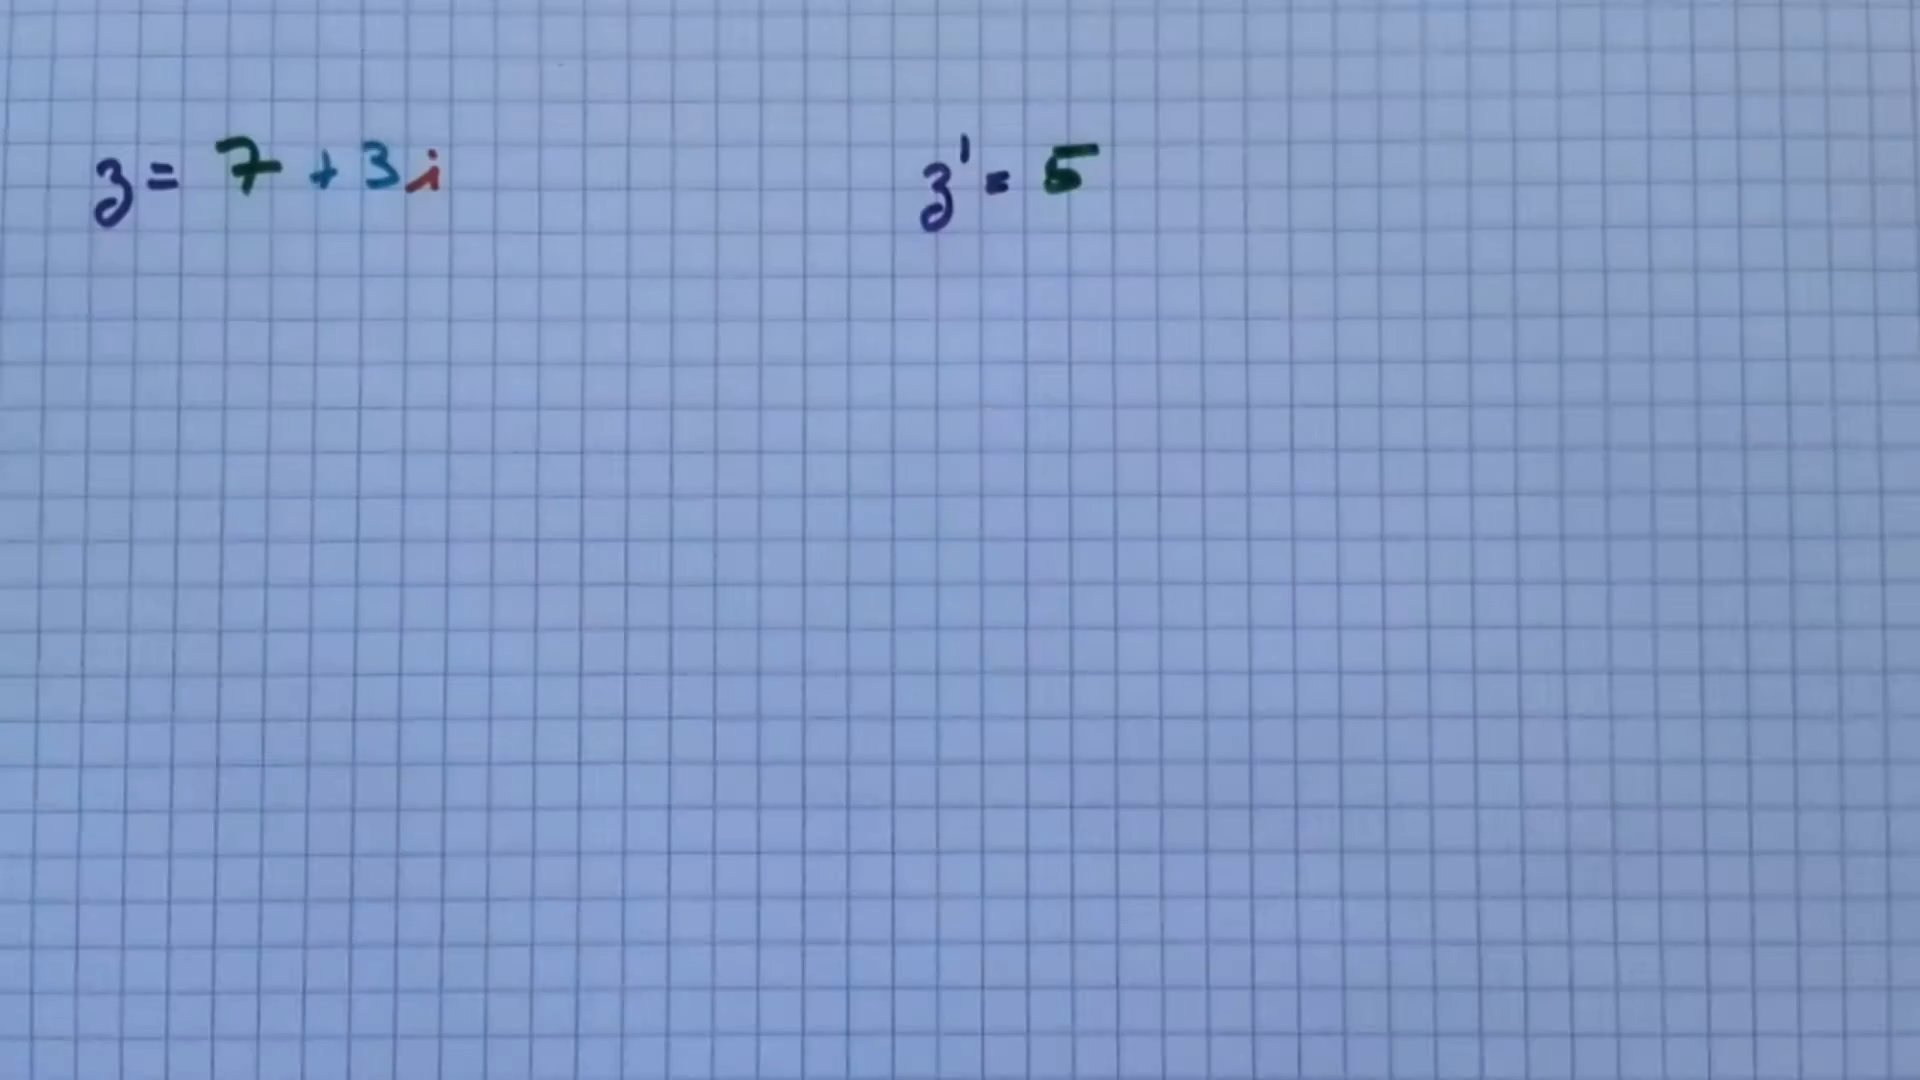 z = 7 + 3i
z' = 5